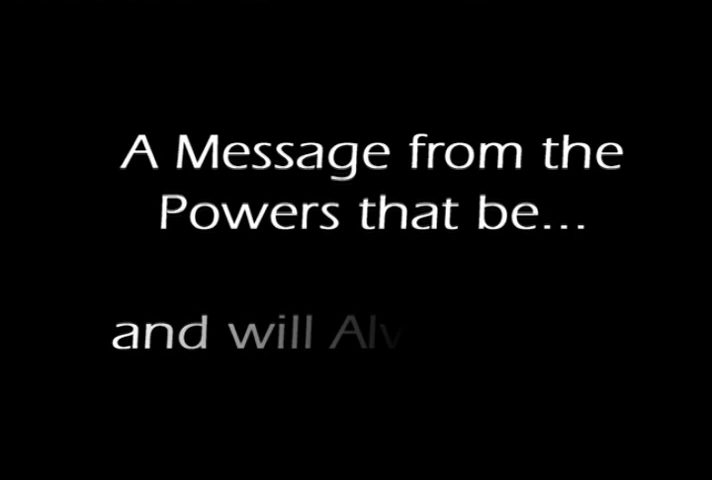 A Message from the
Powers that be...
and will